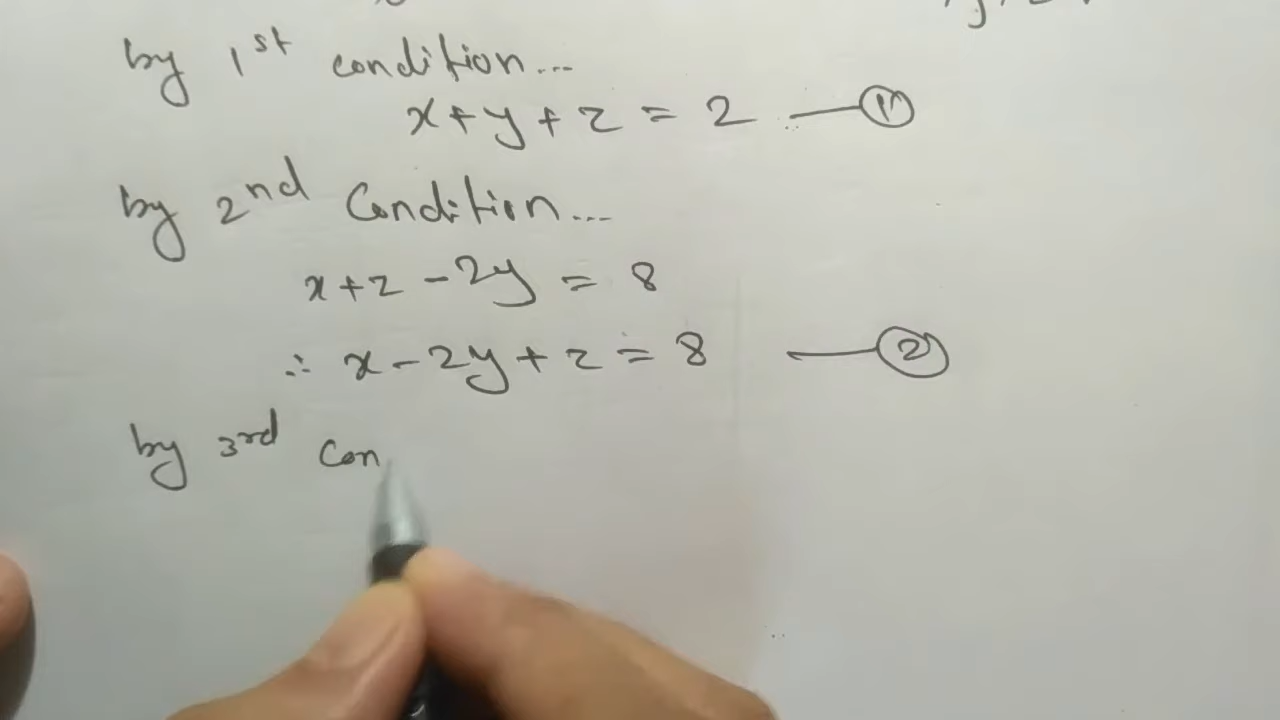 by 1st condition...
x+y+z = 2 — 1
by 2nd Condition...
x+z-2y = 8
∴ x-2y+z = 8 — 2
by 3rd Con